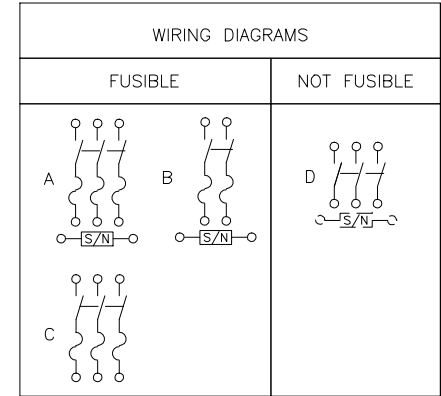 WIRING DIAGRAMS
FUSIBLE
NOT FUSIBLE
A
B
D
S/N
S/N
S/N
C